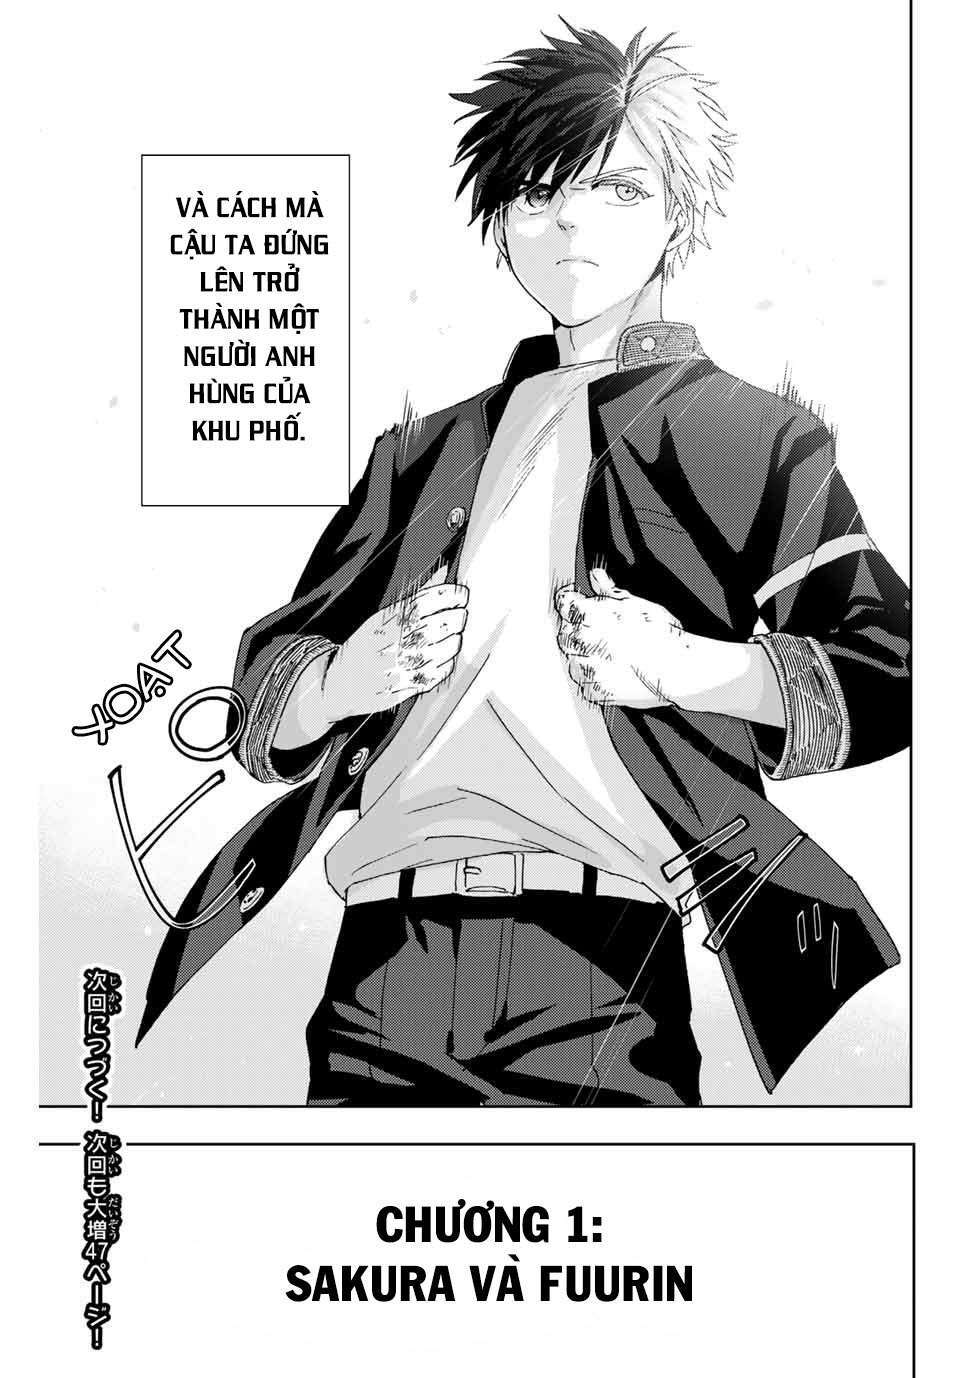 VÀ CÁCH MÀ
CẬU TA ĐỨNG
LÊN TRỞ
THÀNH MỘT
NGƯỜI ANH
HÙNG CỦA
KHU PHỐ.
XOẠT
次回につづく！次回も大増47ページ！
CHƯƠNG 1:
SAKURA VÀ FUURIN